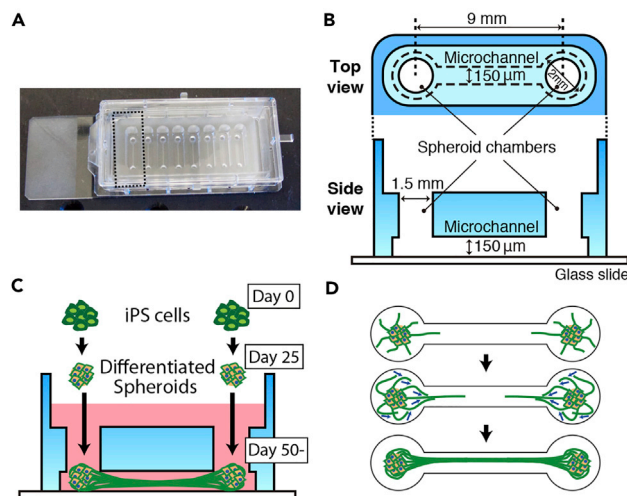 A
B
9 mm
Top
view
Microchannel
150 μm
2mm
Spheroid chambers
1.5 mm
Side
view
Microchannel
150 μm
Glass slide
C
iPS cells
Day 0
Differentiated
Spheroids
Day 25
Day 50-
D